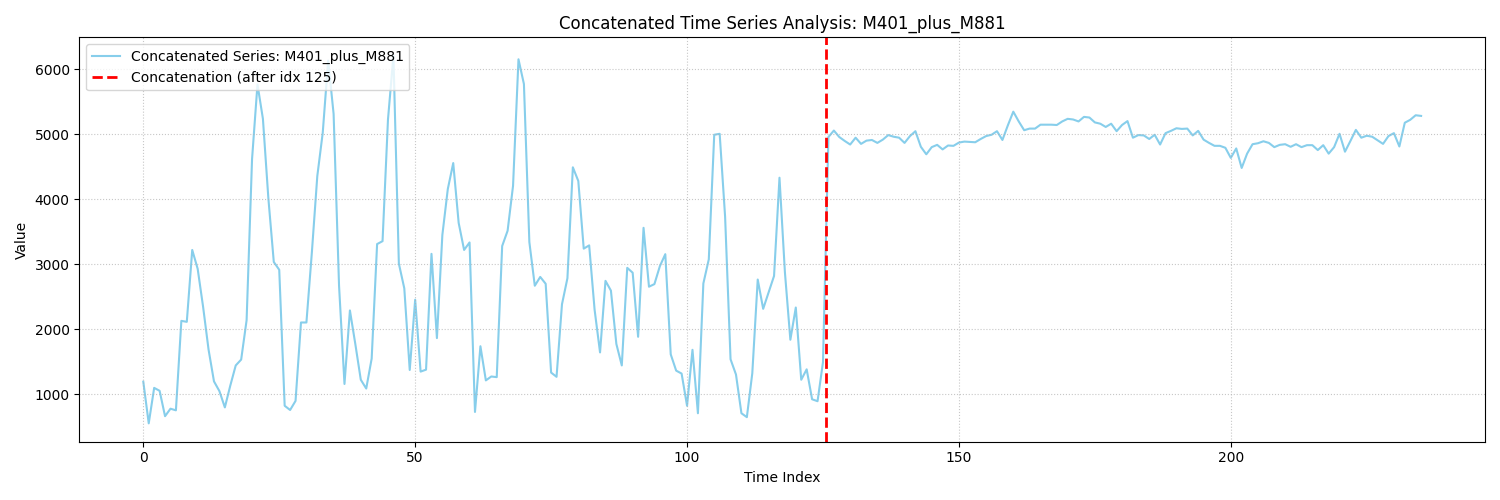 Concatenated Time Series Analysis: M401_plus_M881
Concatenated Series: M401_plus_M881
Concatenation (after idx 125)
Value
6000
5000
4000
3000
2000
1000
0
50
100
150
200
Time Index